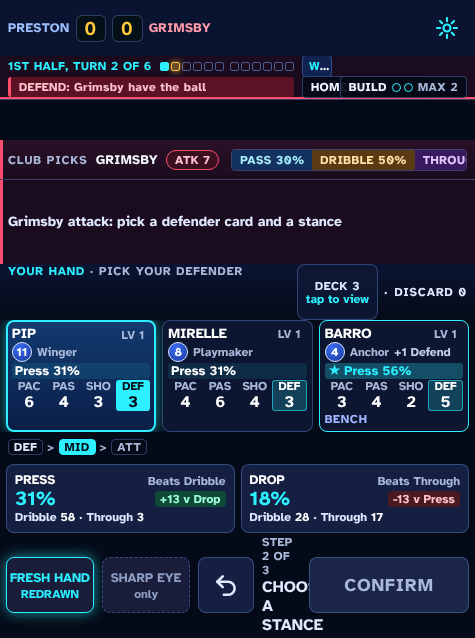 PRESTON 0 0 GRIMSBY
1ST HALF, TURN 2 OF 6
W...
DEFEND: Grimsby have the ball
HOM
BUILD MAX 2
CLUB PICKS GRIMSBY ATK 7 PASS 30% DRIBBLE 50% THROU
Grimsby attack: pick a defender card and a stance
YOUR HAND · PICK YOUR DEFENDER
DECK 3
tap to view
· DISCARD 0
PIP LV 1
11 Winger
Press 31%
PAC PAS SHO DEF
6 4 3 3
MIRELLE LV 1
8 Playmaker
Press 31%
PAC PAS SHO DEF
4 6 4 3
BARRO LV 1
4 Anchor +1 Defend
★ Press 56%
PAC PAS SHO DEF
3 4 2 5
BENCH
DEF > MID > ATT
PRESS Beats Dribble
31% +13 v Drop
Dribble 58 · Through 3
DROP Beats Through
18% -13 v Press
Dribble 28 · Through 17
FRESH HAND
REDRAWN
SHARP EYE
only
STEP
2 OF
3
CHOO
A
STANCE
CONFIRM